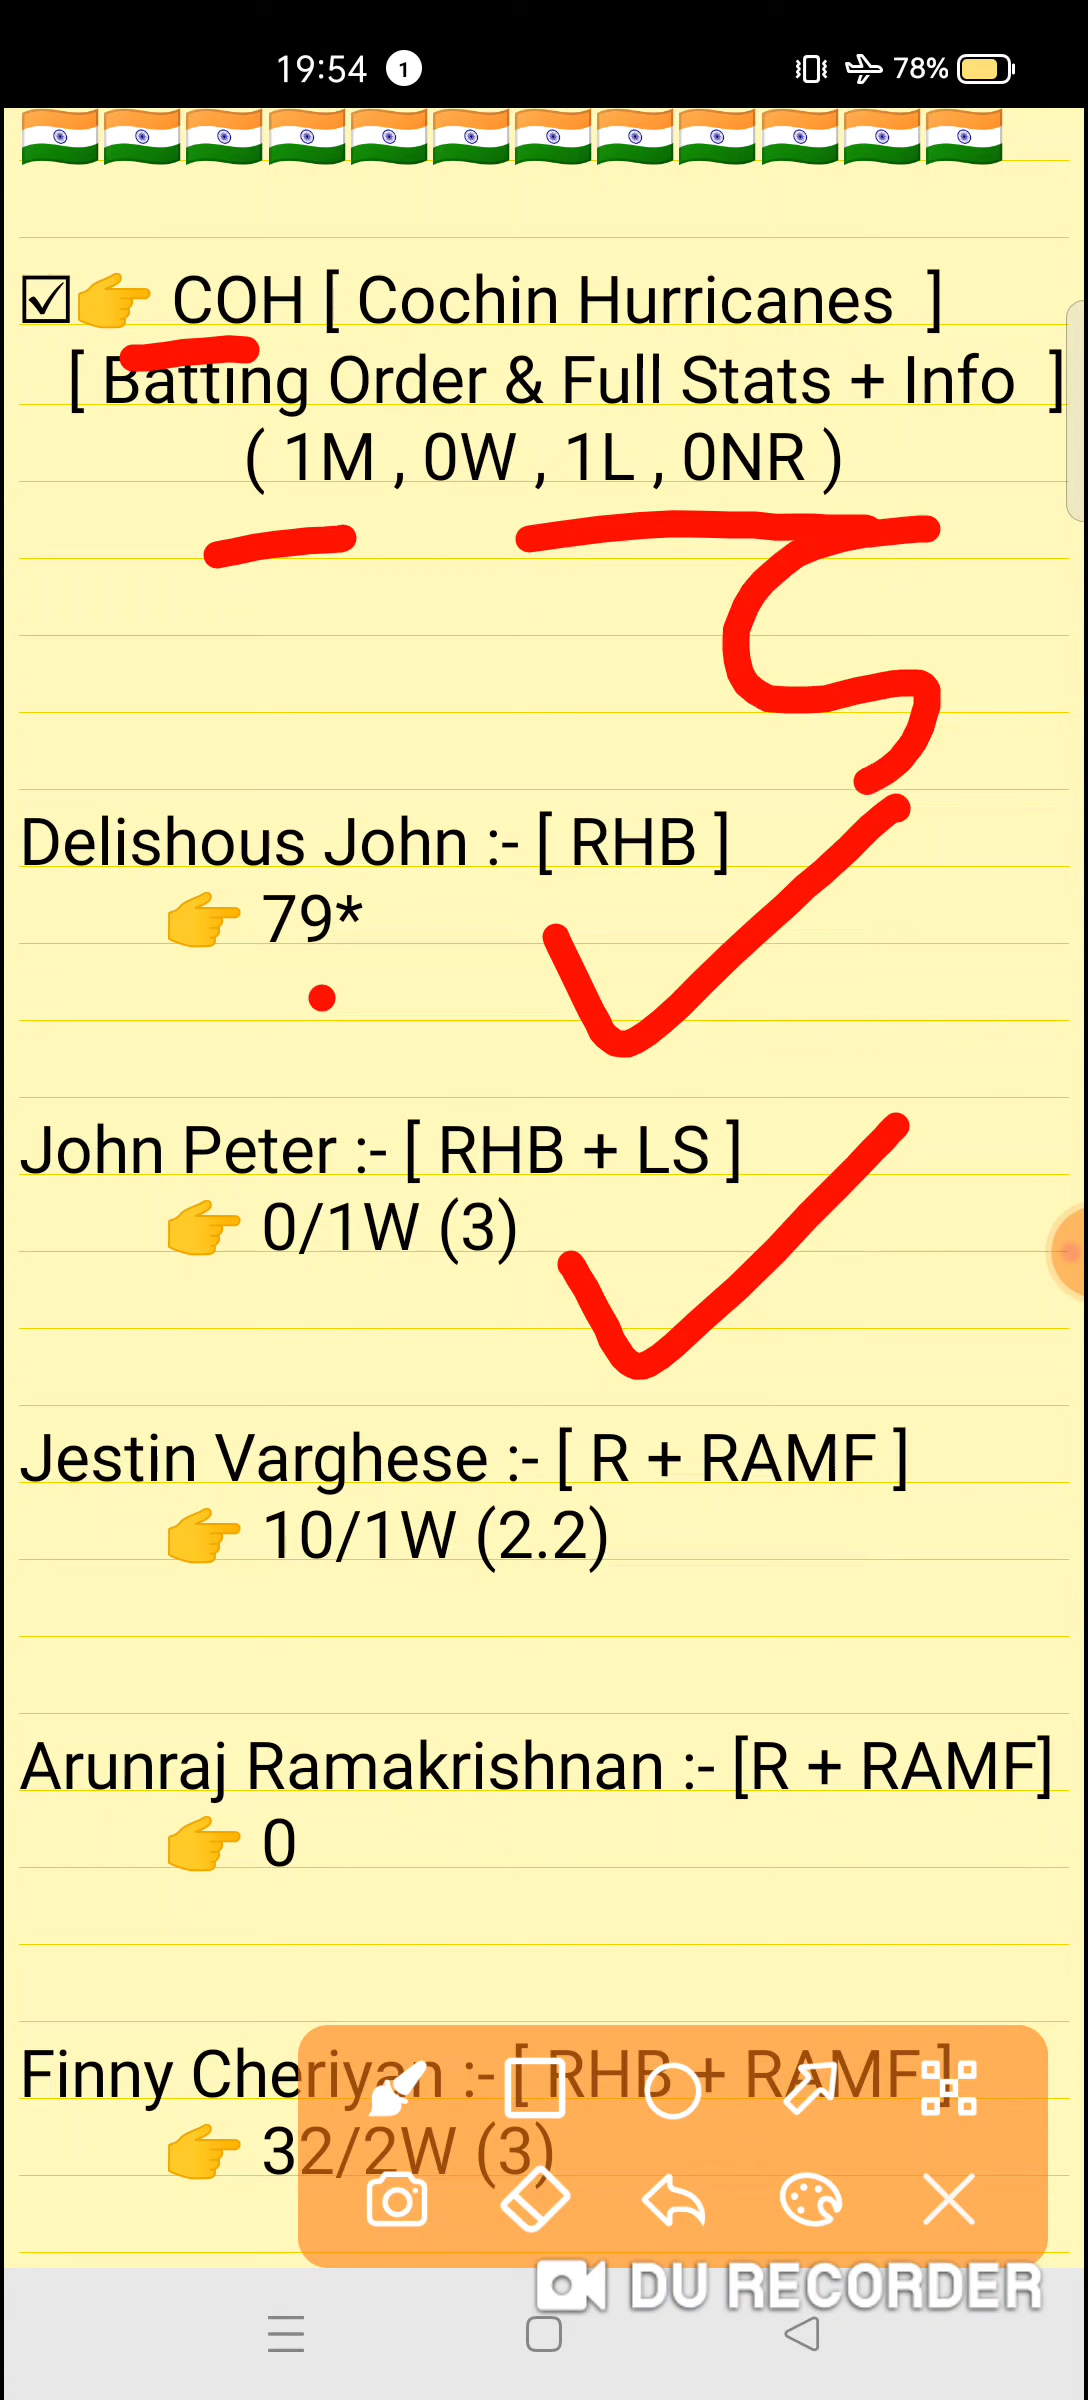 19:54 1 78%
☑👉 COH [ Cochin Hurricanes ]
[ Batting Order & Full Stats + Info ]
( 1M , 0W , 1L , 0NR )
Delishous John :- [ RHB ]
👉 79*
John Peter :- [ RHB + LS ]
👉 0/1W (3)
Jestin Varghese :- [ R + RAMF ]
👉 10/1W (2.2)
Arunraj Ramakrishnan :- [R + RAMF]
👉 0
Finny Cheriyan :- [ RHB + RAMF ]
👉 32/2W (3)
DU RECORDER